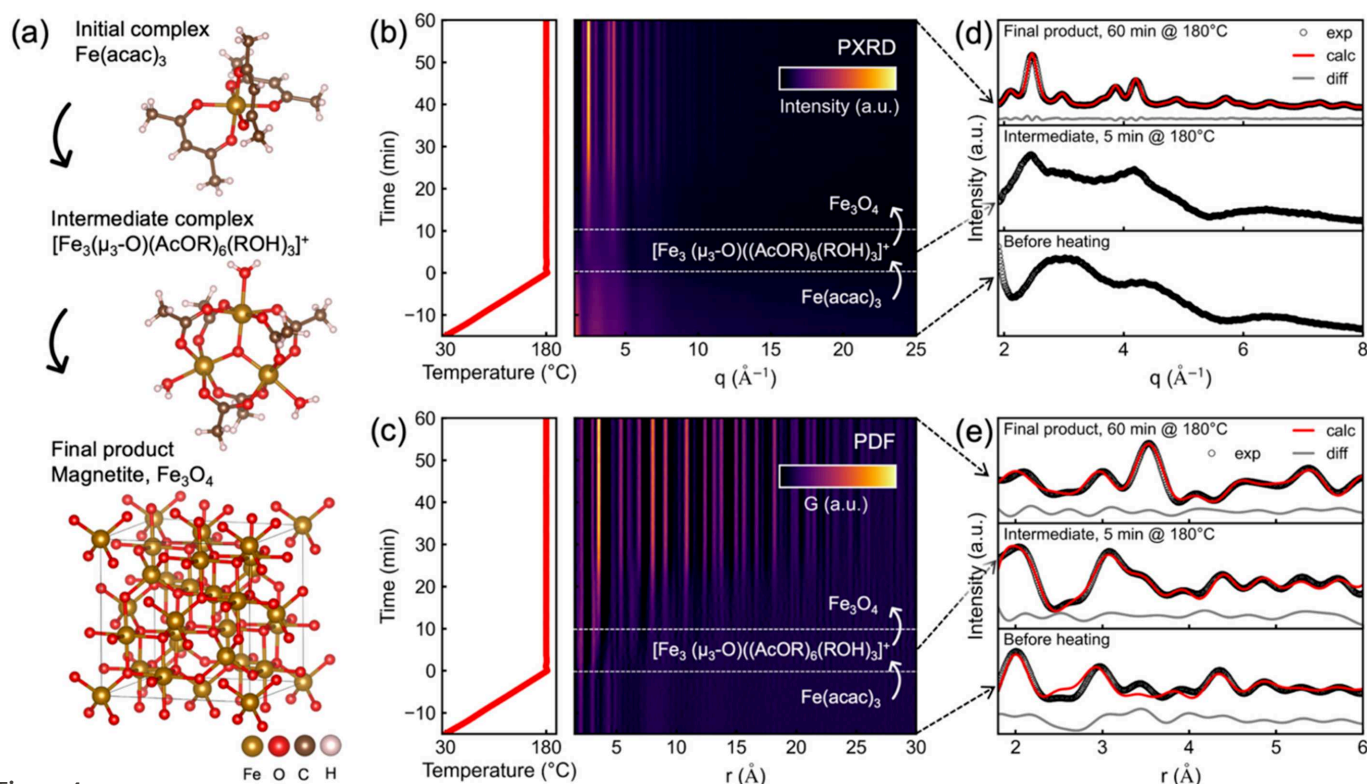 (a)
Initial complex
Fe(acac)₃
Intermediate complex
[Fe₃(μ₃-O)(AcOR)₆(ROH)₃]⁺
Final product
Magnetite, Fe₃O₄
Fe O C H
(b)
60
50
40
30
20
10
0
−10
Time (min)
30 180
Temperature (°C)
PXRD
Intensity (a.u.)
Fe₃O₄
[Fe₃ (μ₃-O)((AcOR)₆(ROH)₃]⁺
Fe(acac)₃
5 10 15 20 25
q (Å⁻¹)
(d)
Final product, 60 min @ 180°C
exp
calc
diff
Intermediate, 5 min @ 180°C
Before heating
Intensity (a.u.)
2 4 6 8
q (Å⁻¹)
(c)
60
50
40
30
20
10
0
−10
Time (min)
30 180
Temperature (°C)
PDF
G (a.u.)
Fe₃O₄
[Fe₃ (μ₃-O)((AcOR)₆(ROH)₃]⁺
Fe(acac)₃
5 10 15 20 25 30
r (Å)
(e)
Final product, 60 min @ 180°C
calc
exp
diff
Intermediate, 5 min @ 180°C
Before heating
Intensity (a.u.)
2 3 4 5 6
r (Å)